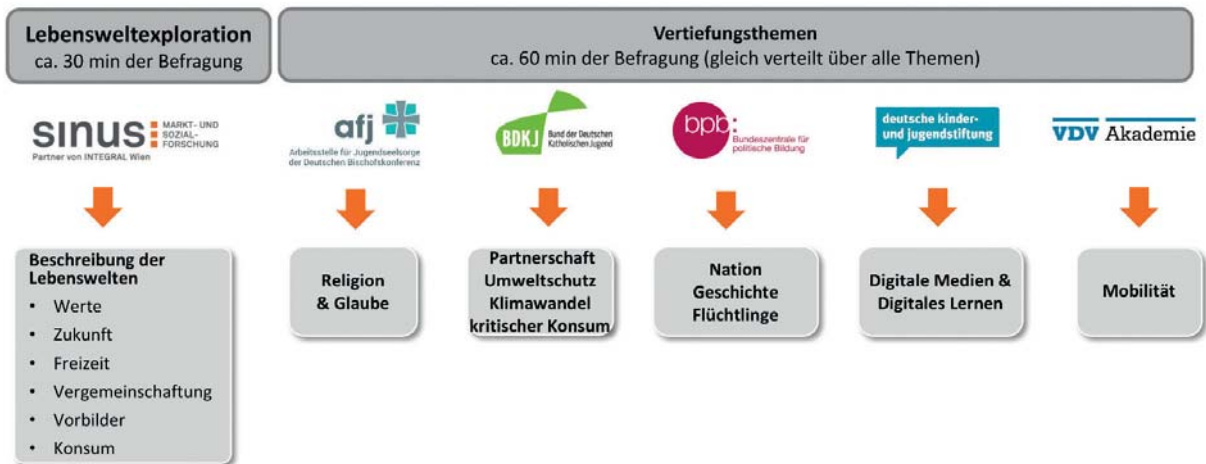 Lebensweltexploration
ca. 30 min der Befragung
Vertiefungsthemen
ca. 60 min der Befragung (gleich verteilt über alle Themen)
sinus
MARKT- UND
SOZIAL-
FORSCHUNG
Partner von INTEGRAL Wien
afj
Arbeitsstelle für Jugendseelsorge
der Deutschen Bischofskonferenz
BDKJ
Bund der Deutschen
Katholischen Jugend
bpb:
Bundeszentrale für
politische Bildung
deutsche kinder-
und jugendstiftung
VDV Akademie
Beschreibung der
Lebenswelten
• Werte
• Zukunft
• Freizeit
• Vergemeinschaftung
• Vorbilder
• Konsum
Religion
& Glaube
Partnerschaft
Umweltschutz
Klimawandel
kritischer Konsum
Nation
Geschichte
Flüchtlinge
Digitale Medien &
Digitales Lernen
Mobilität